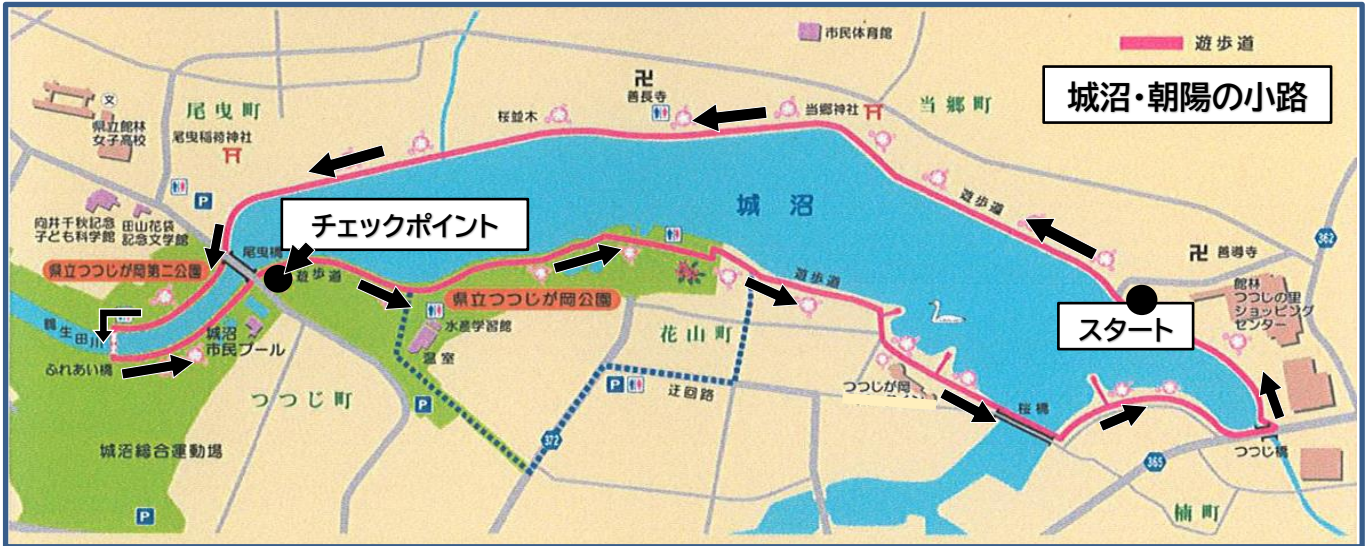 市民体育館
遊歩道
城沼・朝陽の小路
卍
善長寺
当郷神社
当郷町
尾曳町
文
県立館林
女子高校
尾曳稲荷神社
桜並木
P
向井千秋記念
子ども科学館
田山花袋
記念文学館
チェックポイント
城沼
遊歩道
362
卍
善導寺
館林
つつじの里
ショッピング
センター
スタート
尾曳橋
県立つつじが岡第二公園
遊歩道
県立つつじが岡公園
遊歩道
鶴生田川
城沼
市民プール
ふれあい橋
水産学習館
温室
花山町
つつじ町
P
P
迂回路
つつじが岡
桜橋
つつじ橋
372
365
城沼総合運動場
P
楠町